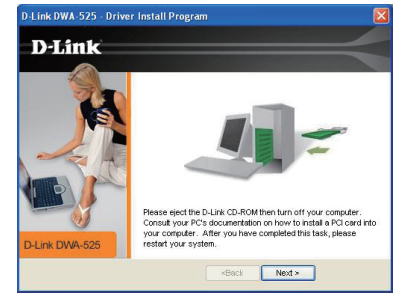 D-Link DWA-525 - Driver Install Program
D-Link
Please eject the D-Link CD-ROM then turn off your computer.
Consult your PC's documentation on how to install a PCI card into
your computer.  After you have completed this task, please
restart your system.
D-Link DWA-525
<Back
Next >